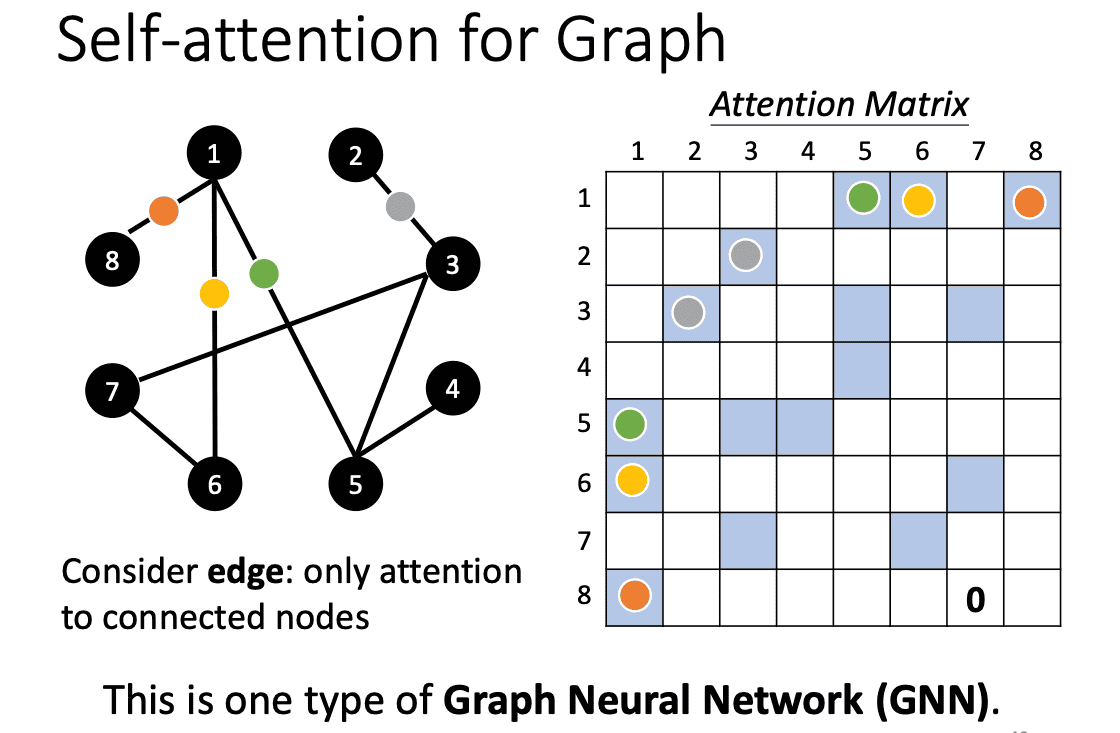 Self-attention for Graph
Attention Matrix
1 2 3 4 5 6 7 8
1
2
3
4
5
6
7
8
0
1
2
8
3
7
4
6
5
Consider edge: only attention
to connected nodes
This is one type of Graph Neural Network (GNN).